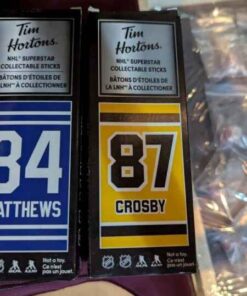 Tim
Hortons.
NHL® SUPERSTAR
COLLECTABLE STICKS
BÂTONS D'ÉTOILES DE
LA LNH™ À COLLECTIONNER
34
ATTHEWS
Not a toy.
Ce n'est
pas un jouet.
Tim
Hortons.
NHL® SUPERSTAR
COLLECTABLE STICKS
BÂTONS D'ÉTOILES DE
LA LNH™ À COLLECTIONNER
87
CROSBY
Not a toy.
Ce n'est
pas un jouet.